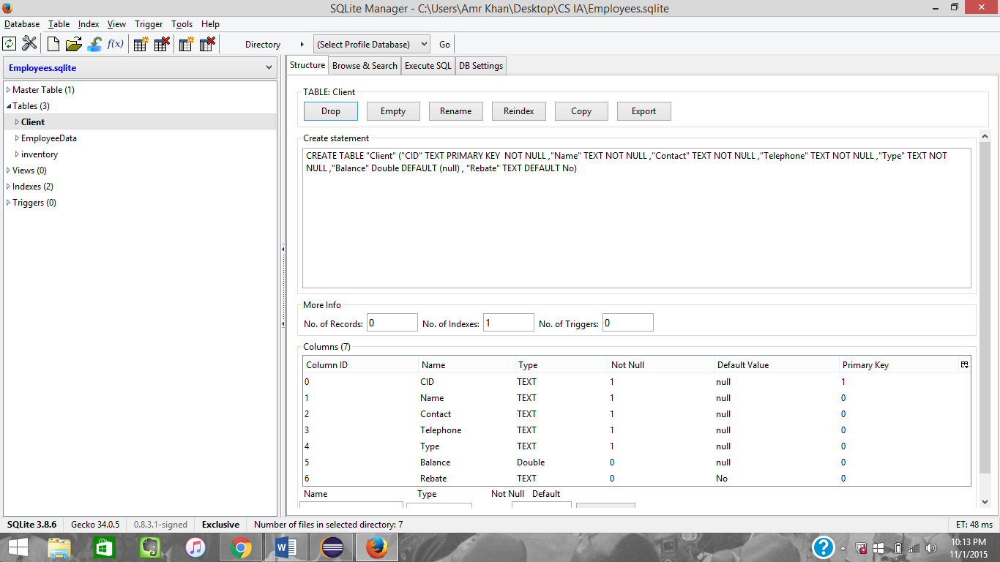 SQLite Manager - C:\Users\Amr Khan\Desktop\CS IA\Employees.sqlite
Database Table Index View Trigger Tools Help
f(x) Directory (Select Profile Database) Go
Employees.sqlite
Master Table (1)
Tables (3)
Client
EmployeeData
inventory
Views (0)
Indexes (2)
Triggers (0)
Structure Browse & Search Execute SQL DB Settings
TABLE: Client
Drop Empty Rename Reindex Copy Export
Create statement
CREATE TABLE "Client" ("CID" TEXT PRIMARY KEY  NOT NULL ,"Name" TEXT NOT NULL ,"Contact" TEXT NOT NULL ,"Telephone" TEXT NOT NULL ,"Type" TEXT NOT
NULL ,"Balance" Double DEFAULT (null) , "Rebate" TEXT DEFAULT No)
More Info
No. of Records: 0 No. of Indexes: 1 No. of Triggers: 0
Columns (7)
Column ID Name Type Not Null Default Value Primary Key
0 CID TEXT 1 null 1
1 Name TEXT 1 null 0
2 Contact TEXT 1 null 0
3 Telephone TEXT 1 null 0
4 Type TEXT 1 null 0
5 Balance Double 0 null 0
6 Rebate TEXT 0 No 0
Name Type Not Null Default
SQLite 3.8.6 Gecko 34.0.5 0.8.3.1-signed Exclusive Number of files in selected directory: 7 ET: 48 ms
10:13 PM
11/1/2015